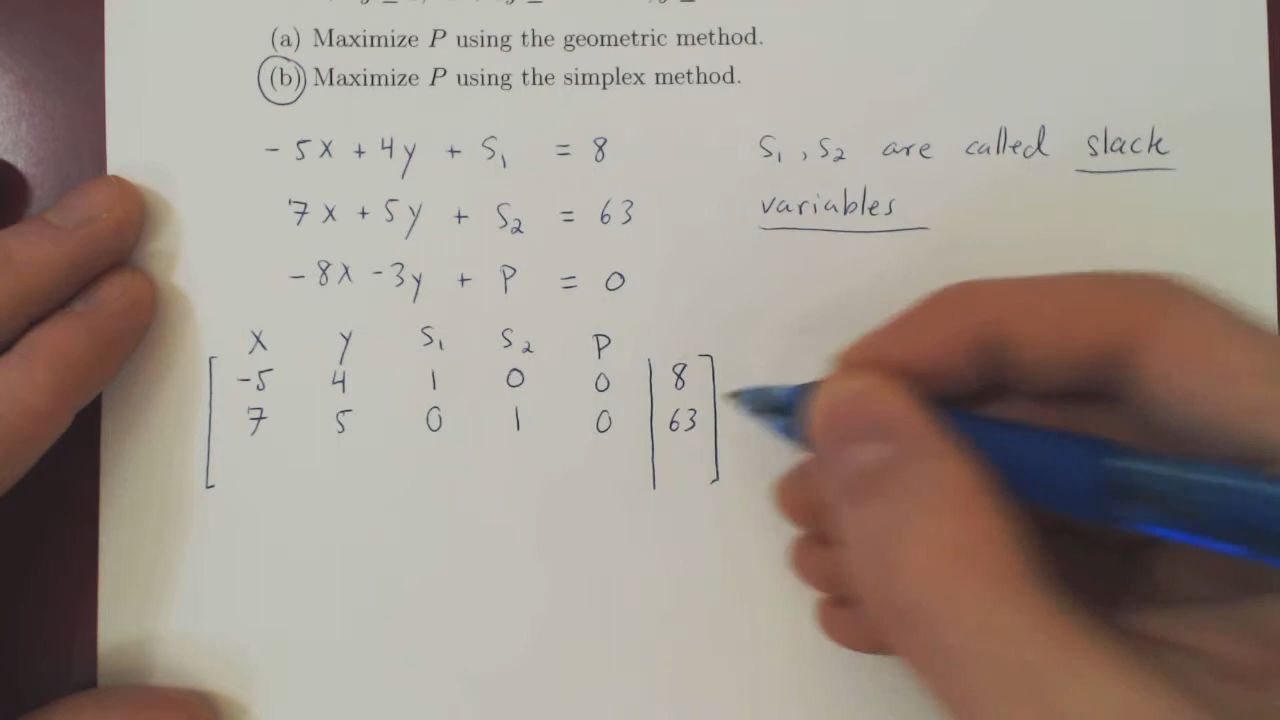 (a) Maximize P using the geometric method.
(b) Maximize P using the simplex method.
- 5x + 4y + S₁ = 8
S₁, S₂ are called slack
variables
7x + 5y + S₂ = 63
- 8x - 3y + P = 0
x y S₁ S₂ P
-5 4 1 0 0 | 8
7 5 0 1 0 | 63